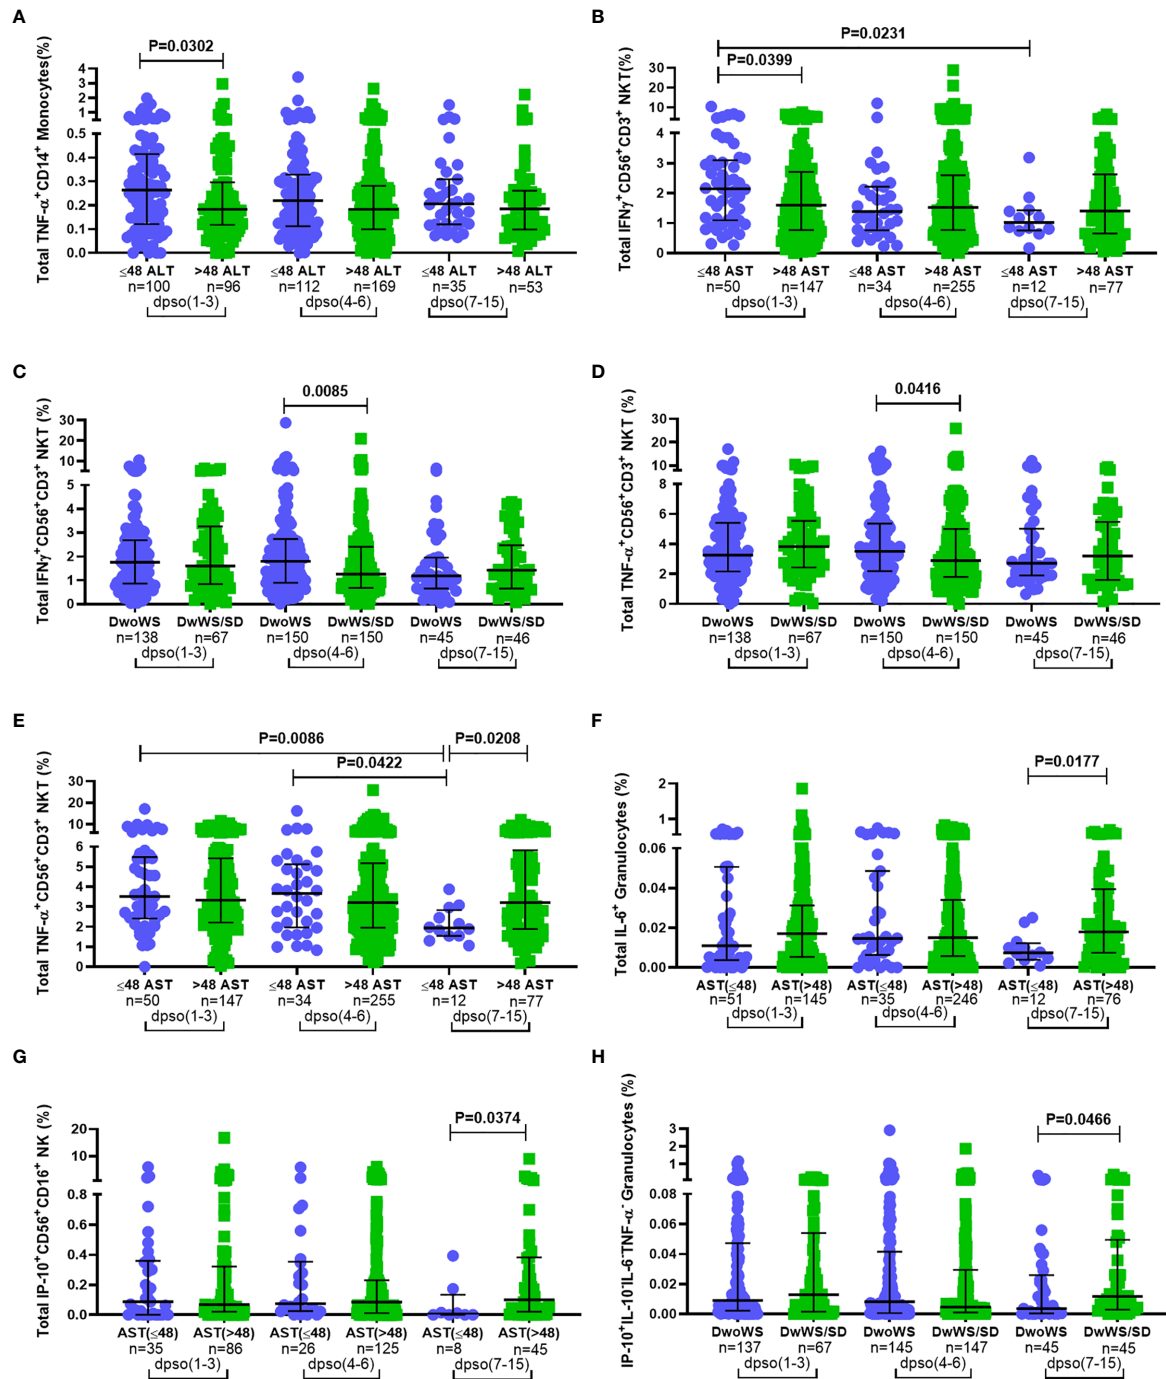 A
P=0.0302
Total TNF-α⁺CD14⁺ Monocytes(%)
4
3
2
1
0.5
0.4
0.3
0.2
0.1
0.0
≤48 ALT >48 ALT ≤48 ALT >48 ALT ≤48 ALT >48 ALT
n=100 n=96 n=112 n=169 n=35 n=53
dpso(1-3) dpso(4-6) dpso(7-15)
B
P=0.0231
P=0.0399
Total IFNγ⁺CD56⁺CD3⁺ NKT(%)
30
20
10
4
3
2
1
0
≤48 AST >48 AST ≤48 AST >48 AST ≤48 AST >48 AST
n=50 n=147 n=34 n=255 n=12 n=77
dpso(1-3) dpso(4-6) dpso(7-15)
C
0.0085
Total IFNγ⁺CD56⁺CD3⁺ NKT (%)
30
20
10
5
4
3
2
1
0
DwoWS DwWS/SD DwoWS DwWS/SD DwoWS DwWS/SD
n=138 n=67 n=150 n=150 n=45 n=46
dpso(1-3) dpso(4-6) dpso(7-15)
D
0.0416
Total TNF-α⁺CD56⁺CD3⁺ NKT (%)
30
20
10
8
6
4
2
0
DwoWS DwWS/SD DwoWS DwWS/SD DwoWS DwWS/SD
n=138 n=67 n=150 n=150 n=45 n=46
dpso(1-3) dpso(4-6) dpso(7-15)
E
P=0.0086 P=0.0208
P=0.0422
Total TNF-α⁺CD56⁺CD3⁺ NKT (%)
30
20
10
6
5
4
3
2
1
0
≤48 AST >48 AST ≤48 AST >48 AST ≤48 AST >48 AST
n=50 n=147 n=34 n=255 n=12 n=77
dpso(1-3) dpso(4-6) dpso(7-15)
F
P=0.0177
Total IL-6⁺ Granulocytes (%)
2
1
0.06
0.04
0.02
0.00
AST(≤48) AST(>48) AST(≤48) AST(>48) AST(≤48) AST(>48)
n=51 n=145 n=35 n=246 n=12 n=76
dpso(1-3) dpso(4-6) dpso(7-15)
G
P=0.0374
Total IP-10⁺CD56⁺CD16⁺ NK (%)
20
15
10
5
0.8
0.6
0.4
0.2
0.0
AST(≤48) AST(>48) AST(≤48) AST(>48) AST(≤48) AST(>48)
n=35 n=86 n=26 n=125 n=8 n=45
dpso(1-3) dpso(4-6) dpso(7-15)
H
P=0.0466
IP-10⁺IL-10⁻IL-6⁻TNF-α⁻ Granulocytes (%)
3
2
1
0.08
0.06
0.04
0.02
0.00
DwoWS DwWS/SD DwoWS DwWS/SD DwoWS DwWS/SD
n=137 n=67 n=145 n=147 n=45 n=45
dpso(1-3) dpso(4-6) dpso(7-15)